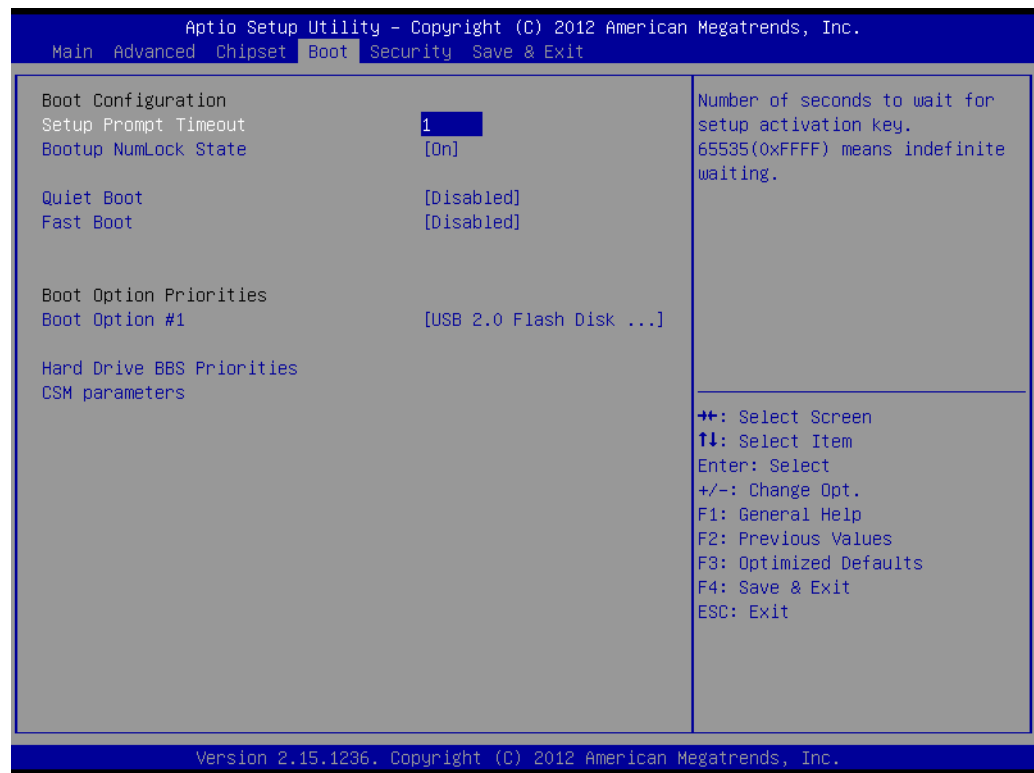 Aptio Setup Utility – Copyright (C) 2012 American Megatrends, Inc.
Main Advanced Chipset Boot Security Save & Exit
Boot Configuration
Setup Prompt Timeout 1
Bootup NumLock State [On]
Quiet Boot [Disabled]
Fast Boot [Disabled]
Boot Option Priorities
Boot Option #1 [USB 2.0 Flash Disk ...]
Hard Drive BBS Priorities
CSM parameters
Number of seconds to wait for
setup activation key.
65535(0xFFFF) means indefinite
waiting.
→←: Select Screen
↑↓: Select Item
Enter: Select
+/-: Change Opt.
F1: General Help
F2: Previous Values
F3: Optimized Defaults
F4: Save & Exit
ESC: Exit
Version 2.15.1236. Copyright (C) 2012 American Megatrends, Inc.